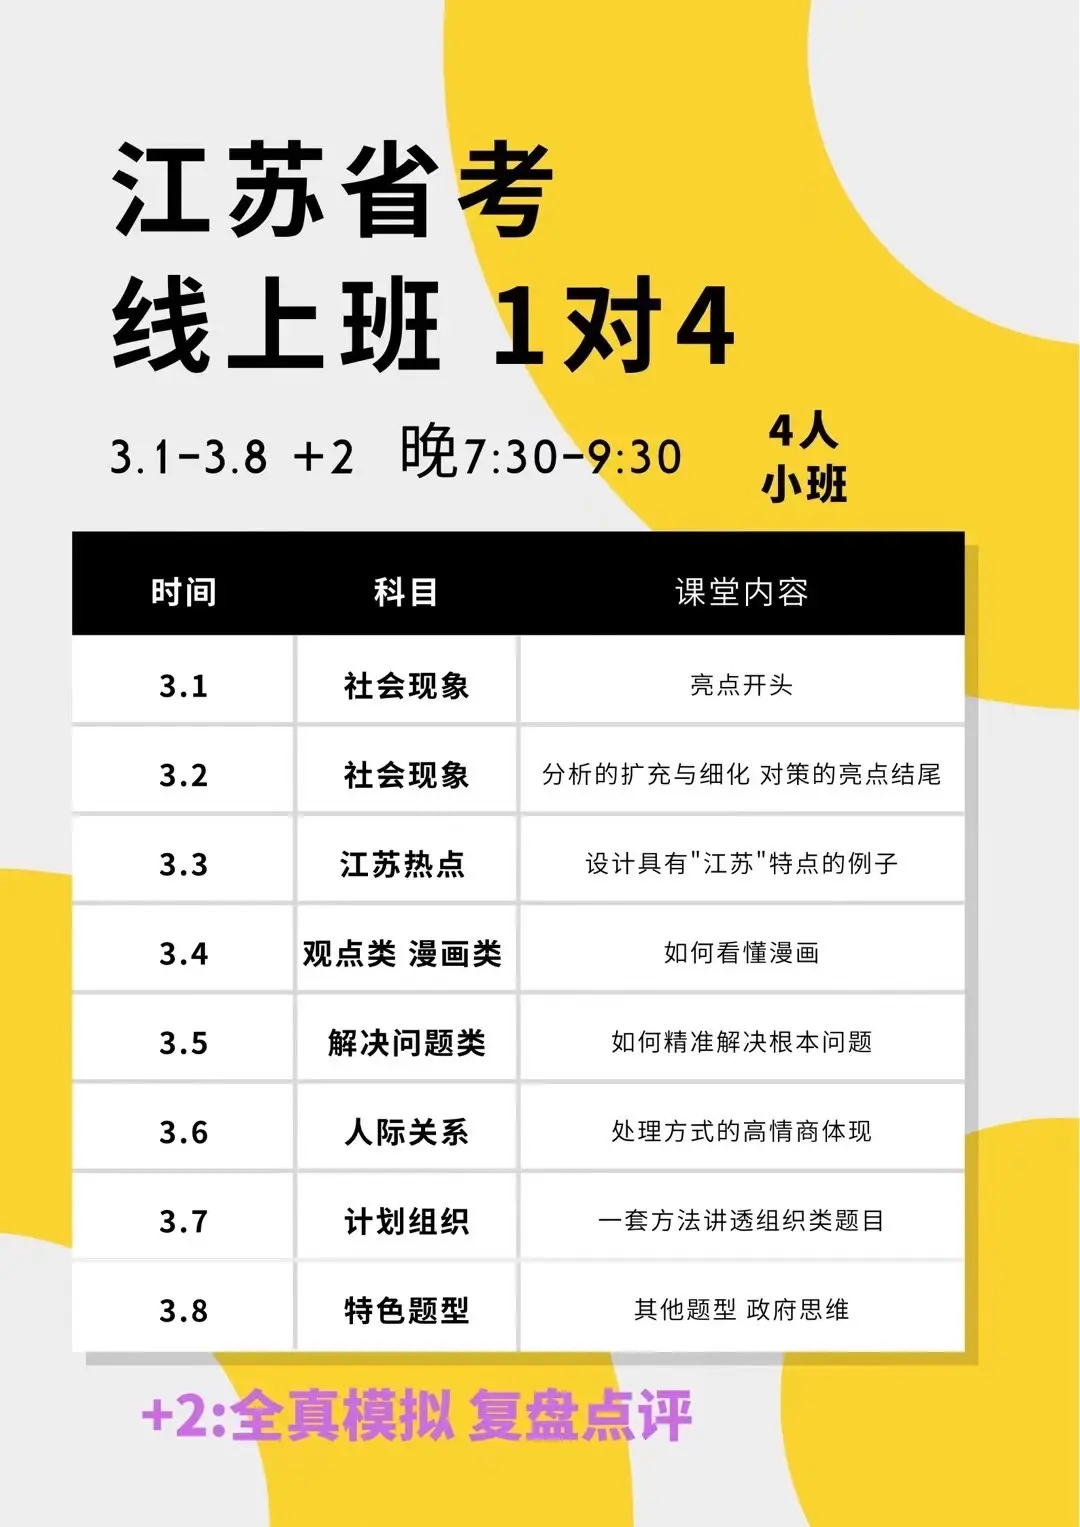 江苏省考
线上班 1对4
3.1-3.8 +2 晚7:30-9:30
4人
小班
时间 科目 课堂内容
3.1 社会现象 亮点开头
3.2 社会现象 分析的扩充与细化 对策的亮点结尾
3.3 江苏热点 设计具有"江苏"特点的例子
3.4 观点类 漫画类 如何看懂漫画
3.5 解决问题类 如何精准解决根本问题
3.6 人际关系 处理方式的高情商体现
3.7 计划组织 一套方法讲透组织类题目
3.8 特色题型 其他题型 政府思维
+2:全真模拟 复盘点评